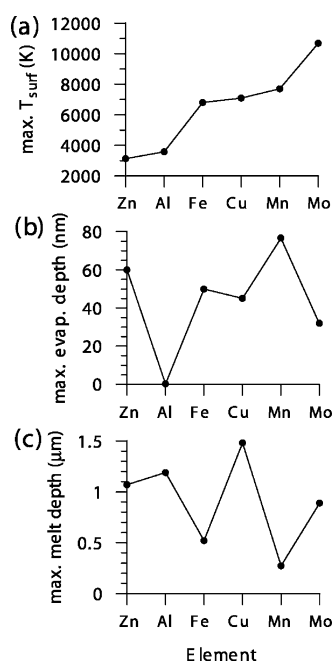 (a)
max. Tsurf (K)
12000
10000
8000
6000
4000
2000
Zn Al Fe Cu Mn Mo
(b)
max. evap. depth (nm)
80
60
40
20
0
Zn Al Fe Cu Mn Mo
(c)
max. melt depth (μm)
1.5
1
0.5
0
Zn Al Fe Cu Mn Mo
Element